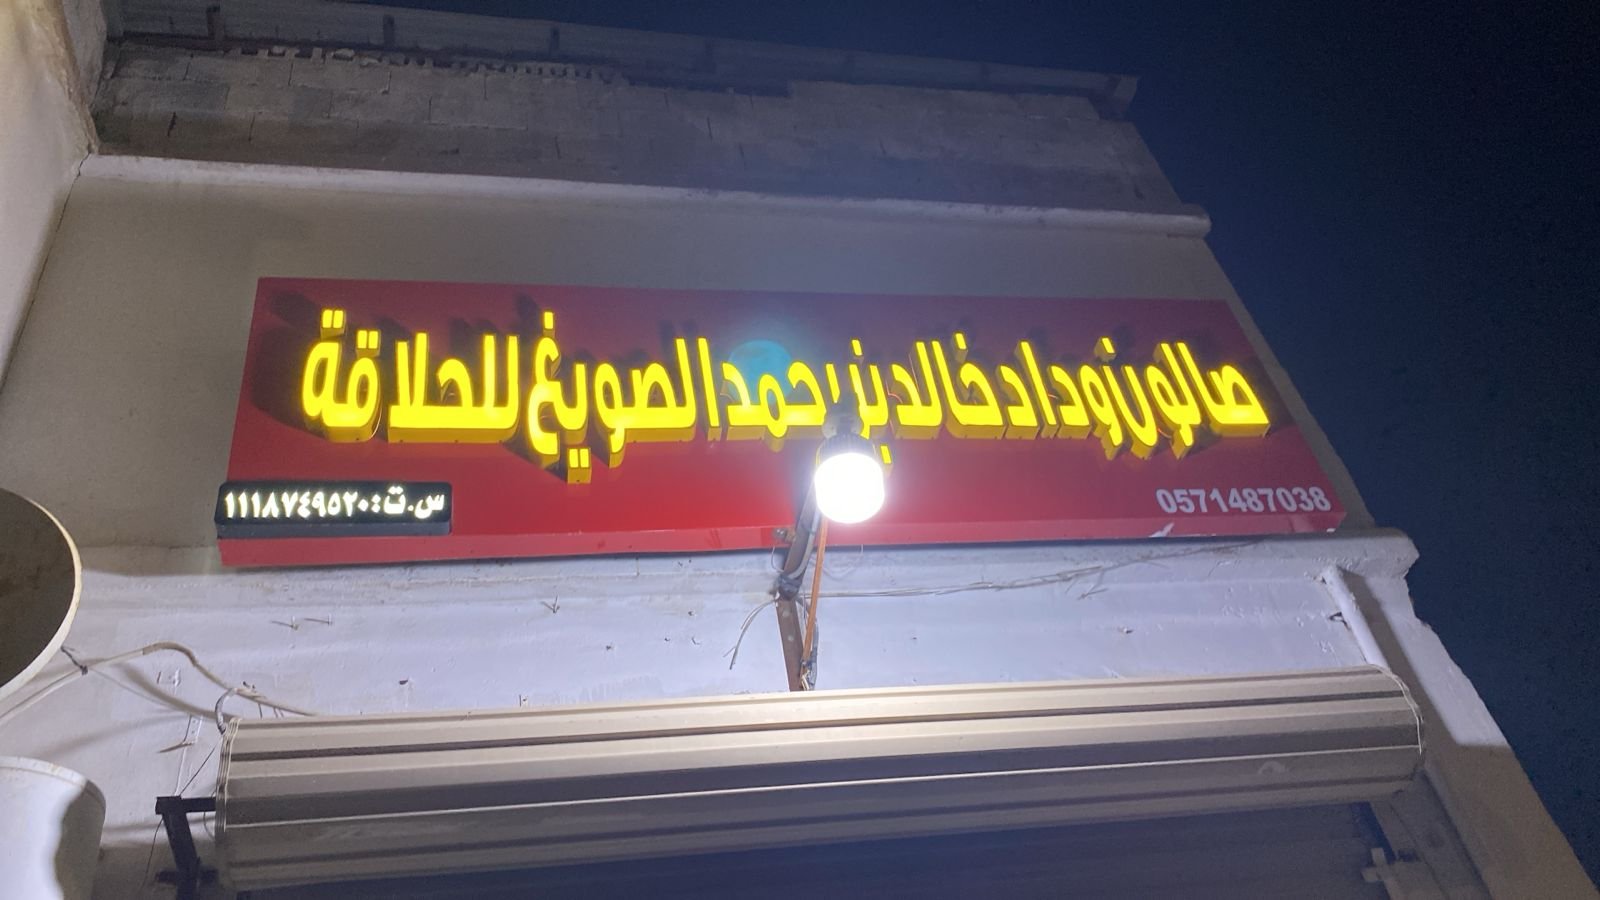 صالون زوداد خالد بن حمد الصويغ للحلاقة
0571487038
س.ت: ١١١٨٧٤٩٥٢٠